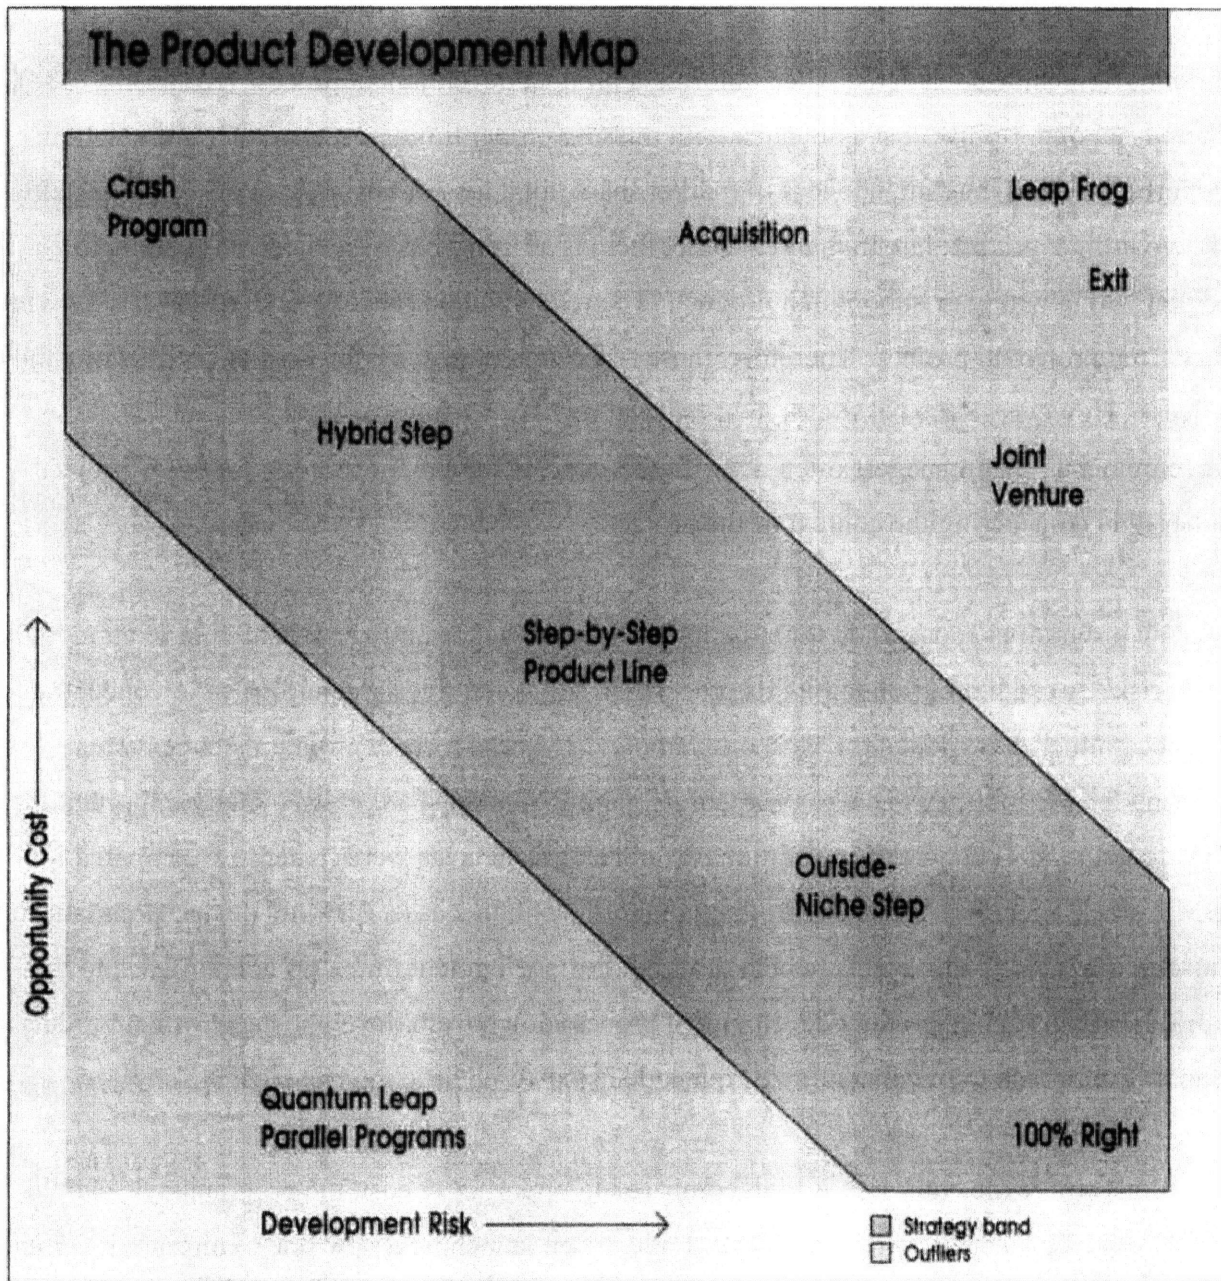 The Product Development Map
Crash
Program
Leap Frog
Acquisition
Exit
Hybrid Step
Joint
Venture
Step-by-Step
Product Line
Outside-
Niche Step
Opportunity Cost
Quantum Leap
Parallel Programs
100% Right
Development Risk
Strategy band
Outliers